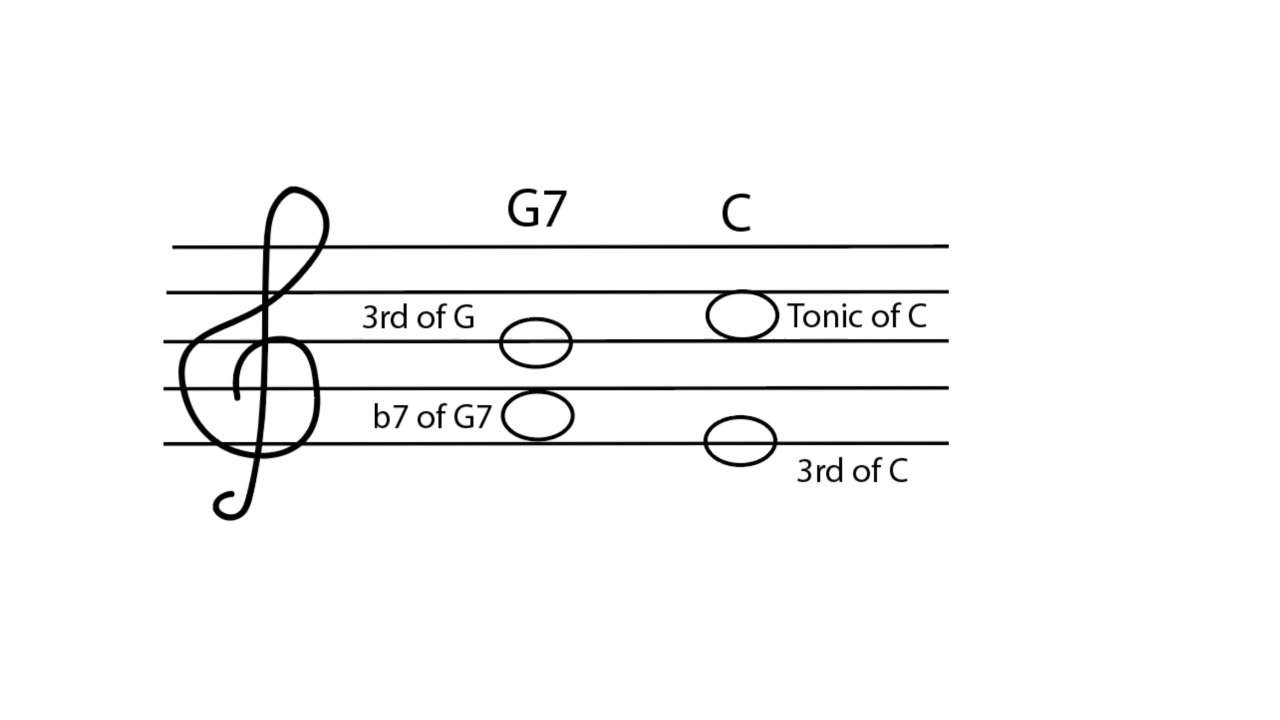 G7 C
3rd of G
Tonic of C
b7 of G7
3rd of C